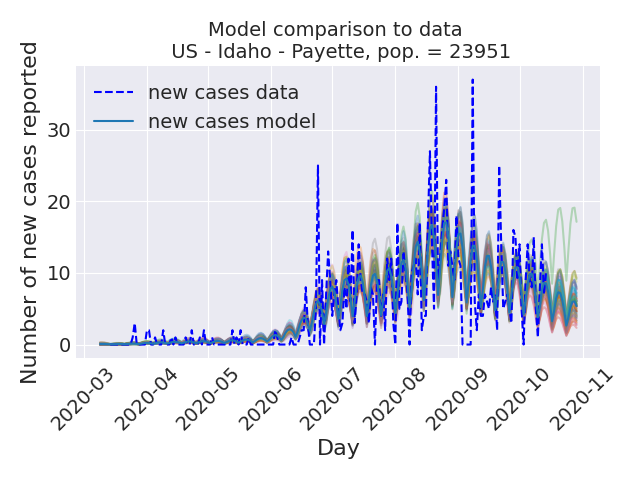 Model comparison to data
US - Idaho - Payette, pop. = 23951
Number of new cases reported
new cases data
new cases model
30
20
10
0
2020-03
2020-04
2020-05
2020-06
2020-07
2020-08
2020-09
2020-10
2020-11
Day